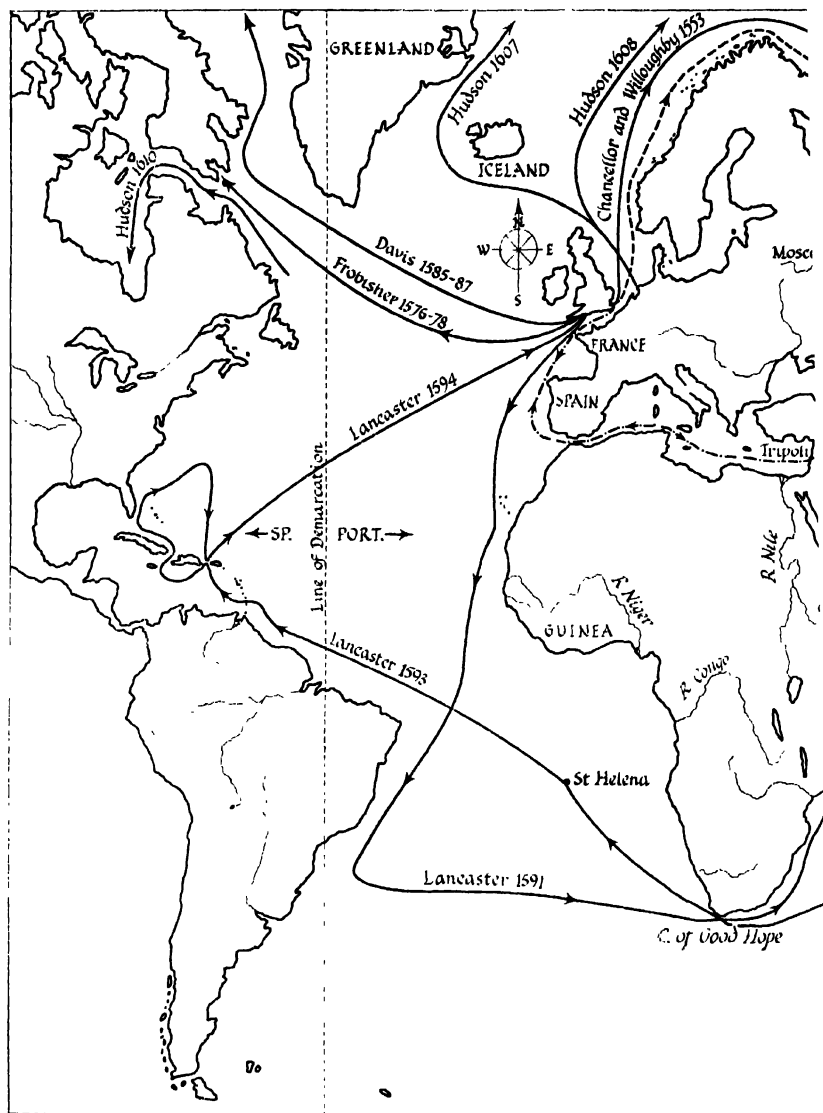 GREENLAND
Hudson 1607
Hudson 1608
Chancellor and Willoughby 1553
ICELAND
Hudson 1610
N
W
E
S
Davis 1585-87
Frobisher 1576-78
FRANCE
SPAIN
Lancaster 1594
Line of Demarcation
SP.
PORT.
R Nile
R Niger
GUINEA
Lancaster 1593
R Congo
St Helena
Lancaster 1591
C. of Good Hope